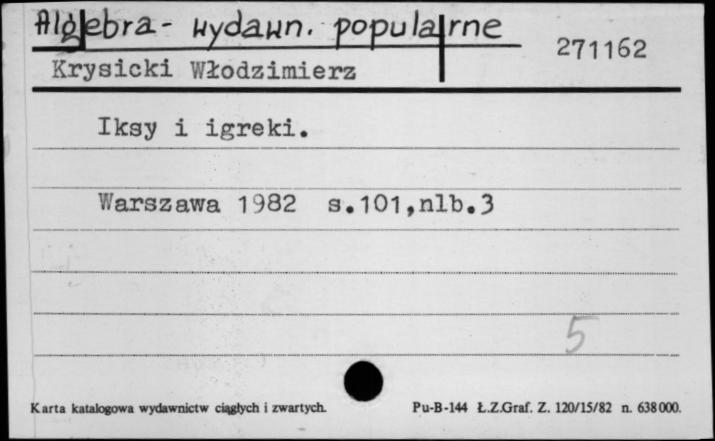 Algebra - wydawn. popularne
271162
Krysicki Włodzimierz
Iksy i igreki.
Warszawa 1982 s.101,nlb.3
5
Karta katalogowa wydawnictw ciągłych i zwartych.
Pu-B-144 Ł.Z.Graf. Z. 120/15/82 n. 638000.